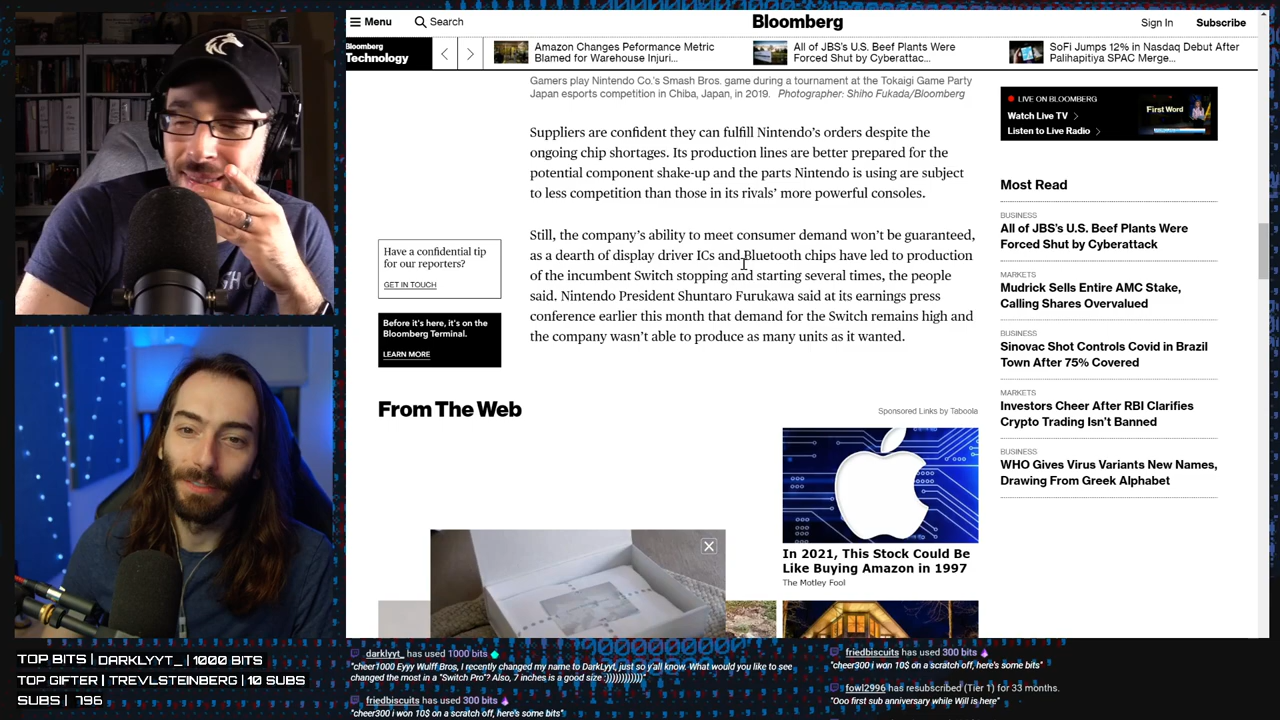 Menu
Search
Bloomberg
Sign In
Subscribe
Bloomberg
Technology
Amazon Changes Peformance Metric
Blamed for Warehouse Injuri...
All of JBS's U.S. Beef Plants Were
Forced Shut by Cyberattac...
SoFi Jumps 12% in Nasdaq Debut After
Palihapitiya SPAC Merge...
Gamers play Nintendo Co.'s Smash Bros. game during a tournament at the Tokaigi Game Party
Japan esports competition in Chiba, Japan, in 2019. Photographer: Shiho Fukada/Bloomberg
Suppliers are confident they can fulfill Nintendo's orders despite the
ongoing chip shortages. Its production lines are better prepared for the
potential component shake-up and the parts Nintendo is using are subject
to less competition than those in its rivals' more powerful consoles.
Still, the company's ability to meet consumer demand won't be guaranteed,
as a dearth of display driver ICs and Bluetooth chips have led to production
of the incumbent Switch stopping and starting several times, the people
said. Nintendo President Shuntaro Furukawa said at its earnings press
conference earlier this month that demand for the Switch remains high and
the company wasn't able to produce as many units as it wanted.
Have a confidential tip
for our reporters?
GET IN TOUCH
Before it's here, it's on the
Bloomberg Terminal.
LEARN MORE
LIVE ON BLOOMBERG
Watch Live TV
Listen to Live Radio
First Word
Most Read
BUSINESS
All of JBS's U.S. Beef Plants Were
Forced Shut by Cyberattack
MARKETS
Mudrick Sells Entire AMC Stake,
Calling Shares Overvalued
BUSINESS
Sinovac Shot Controls Covid in Brazil
Town After 75% Covered
MARKETS
Investors Cheer After RBI Clarifies
Crypto Trading Isn't Banned
BUSINESS
WHO Gives Virus Variants New Names,
Drawing From Greek Alphabet
From The Web
Sponsored Links by Taboola
In 2021, This Stock Could Be
Like Buying Amazon in 1997
The Motley Fool
TOP BITS | DARKLYYT_ | 1000 BITS
TOP GIFTER | TREVLSTEINBERG | 10 SUBS
SUBS | 796
darklyyt_ has used 1000 bits
"cheer1000 Eyyy Wulff Bros, I recently changed my name to DarkLyyt, just so y'all know. What would you like to see
changed the most in a "Switch Pro"? Also, 7 inches is a good size :))))))))))))"
friedbiscuits has used 300 bits
"cheer300 i won 10$ on a scratch off, here's some bits"
friedbiscuits has used 300 bits
"cheer300 i won 10$ on a scratch off, here's some bits"
fowl2996 has resubscribed (Tier 1) for 33 months.
"Ooo first sub anniversary while Will is here"